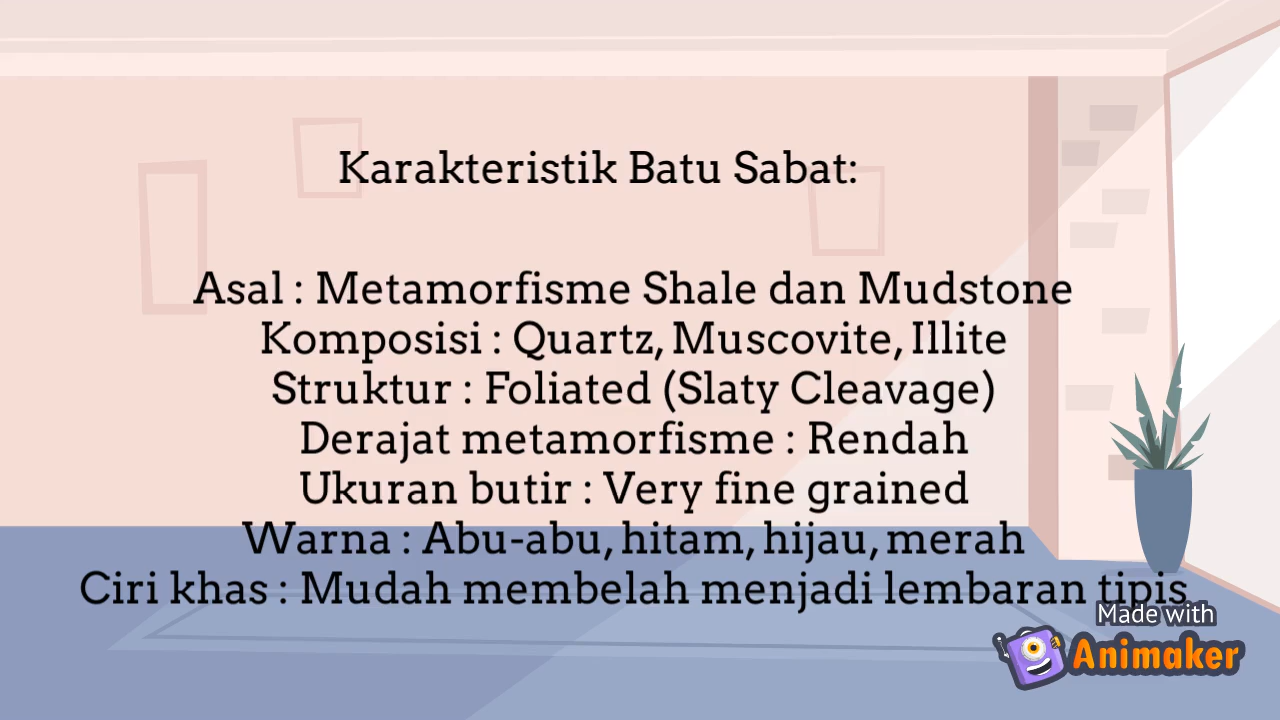 Karakteristik Batu Sabat:
Asal : Metamorfisme Shale dan Mudstone
Komposisi : Quartz, Muscovite, Illite
Struktur : Foliated (Slaty Cleavage)
Derajat metamorfisme : Rendah
Ukuran butir : Very fine grained
Warna : Abu-abu, hitam, hijau, merah
Ciri khas : Mudah membelah menjadi lembaran tipis
Made with
Animaker